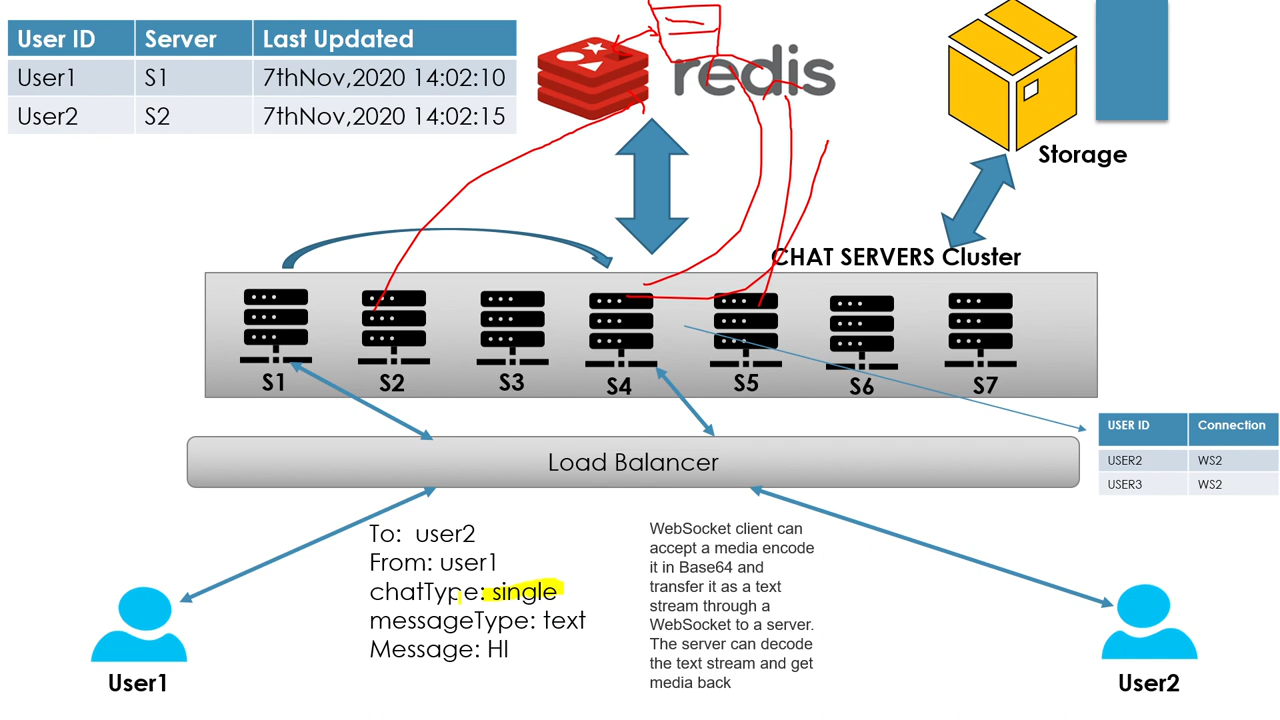 User ID Server Last Updated
User1 S1 7thNov,2020 14:02:10
User2 S2 7thNov,2020 14:02:15
redis
Storage
CHAT SERVERS Cluster
S1 S2 S3 S4 S5 S6 S7
USER ID Connection
USER2 WS2
USER3 WS2
Load Balancer
To: user2
From: user1
chatType: single
messageType: text
Message: HI
WebSocket client can
accept a media encode
it in Base64 and
transfer it as a text
stream through a
WebSocket to a server.
The server can decode
the text stream and get
media back
User1
User2